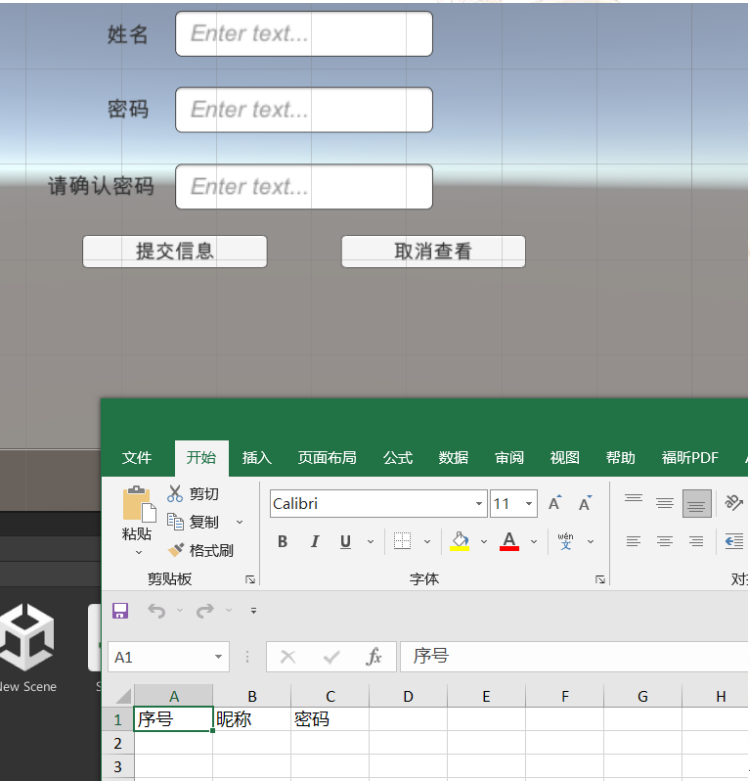 姓名 Enter text...
密码 Enter text...
请确认密码 Enter text...
提交信息 取消查看
文件 开始 插入 页面布局 公式 数据 审阅 视图 帮助 福昕PDF
粘贴 剪切
复制
格式刷
Calibri 11 A A
B I U A wén 文
剪贴板 字体
A1 fx 序号
A B C D E F G H
1 序号 昵称 密码
2
3
New Scene